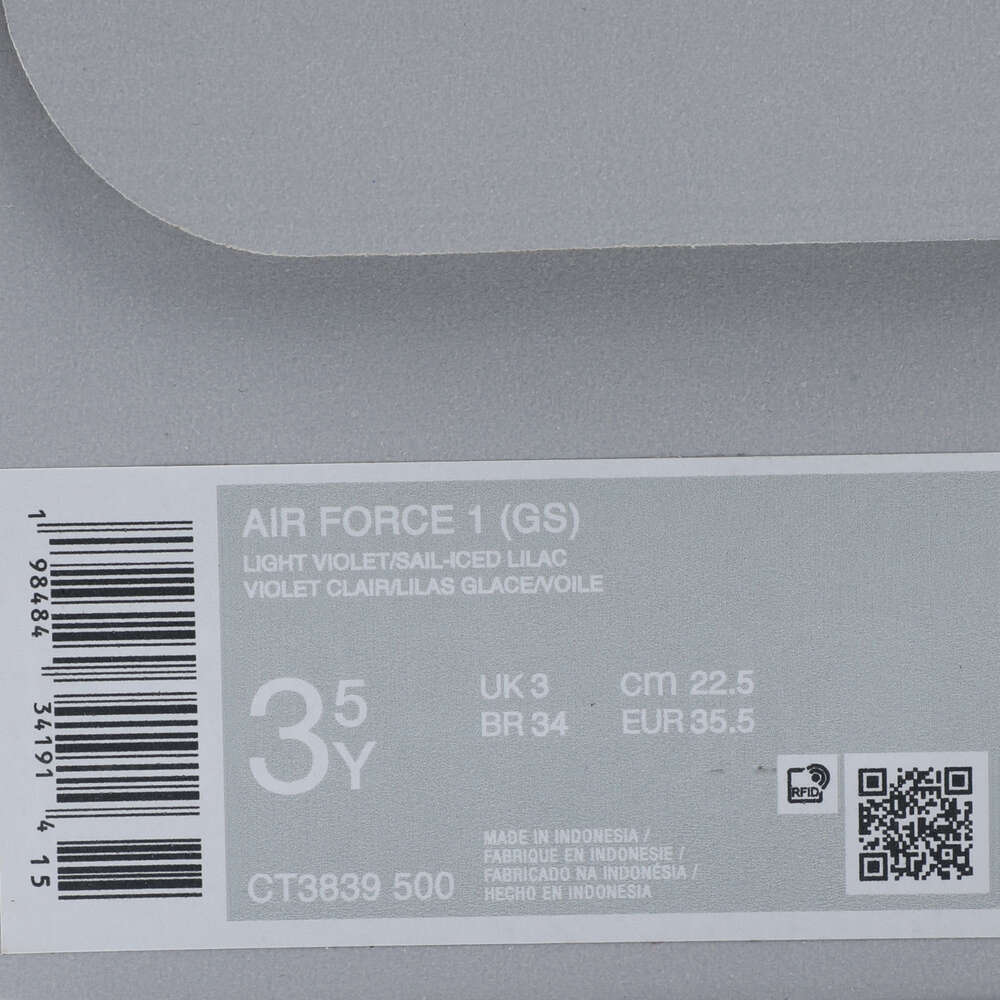 AIR FORCE 1 (GS)
LIGHT VIOLET/SAIL-ICED LILAC
VIOLET CLAIR/LILAS GLACE/VOILE
3 5 Y
UK 3 cm 22.5
BR 34 EUR 35.5
RFID
MADE IN INDONESIA /
FABRIQUE EN INDONESIE /
FABRICADO NA INDONÉSIA /
HECHO EN INDONESIA
CT3839 500
1 98484 34191 4 15